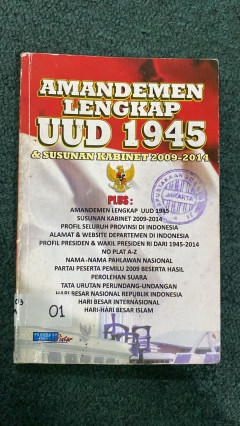 AMANDEMEN
LENGKAP
UUD 1945
& SUSUNAN KABINET 2009-2014
PLUS :
AMANDEMEN LENGKAP UUD 1945
SUSUNAN KABINET 2009-2014
PROFIL SELURUH PROVINSI DI INDONESIA
ALAMAT & WEBSITE DEPARTEMEN DI INDONESIA
PROFIL PRESIDEN & WAKIL PRESIDEN RI DARI 1945-2014
NO PLAT A-Z
NAMA-NAMA PAHLAWAN NASIONAL
PARTAI PESERTA PEMILU 2009 BESERTA HASIL
PEROLEHAN SUARA
TATA URUTAN PERUNDANG-UNDANGAN
HARI BESAR NASIONAL REPUBLIK INDONESIA
HARI BESAR INTERNASIONAL
HARI-HARI BESAR ISLAM
JAKARTA
03
01